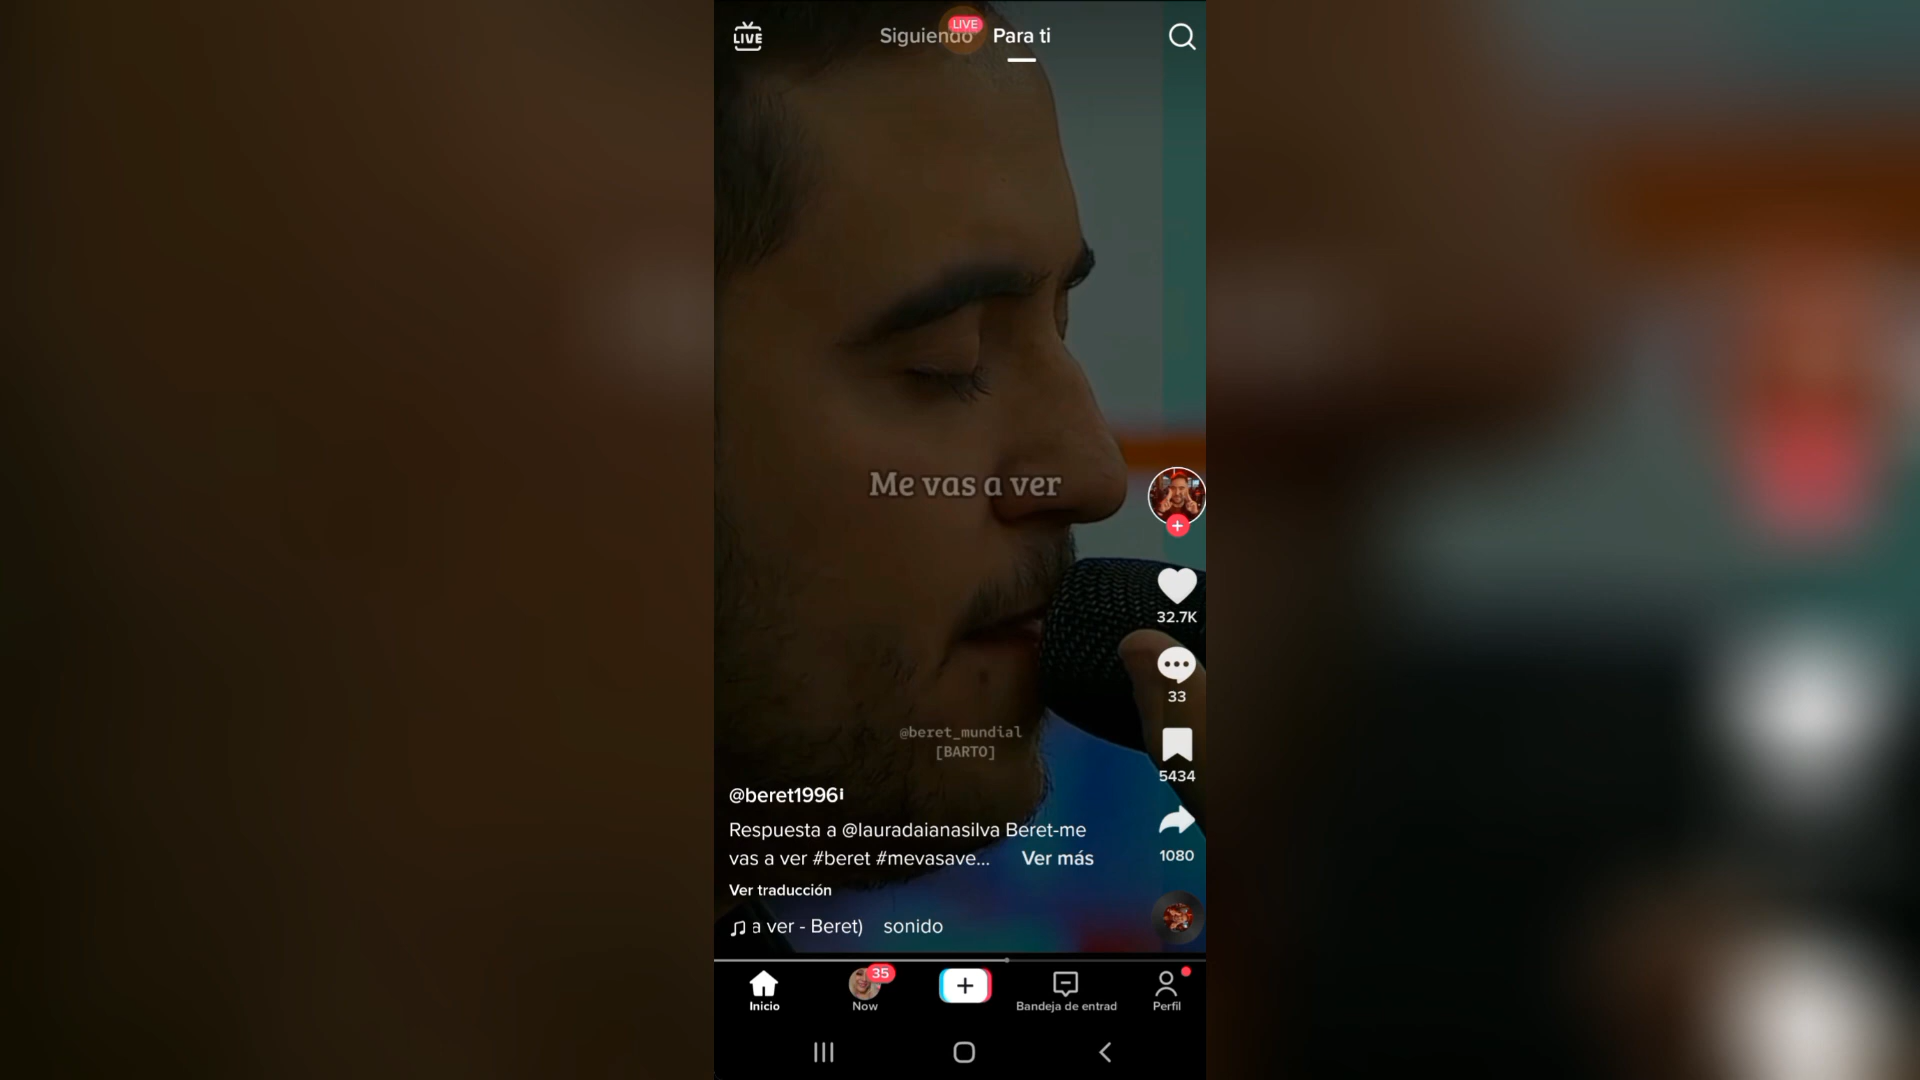 LIVE
Siguiendo
LIVE
Para ti
Me vas a ver
32.7K
33
@beret_mundial
[BARTO]
5434
@beret1996i
Respuesta a @lauradaianasilva Beret-me
vas a ver #beret #mevasave... Ver más
1080
Ver traducción
a ver - Beret) sonido
35
Inicio
Now
Bandeja de entrad
Perfil